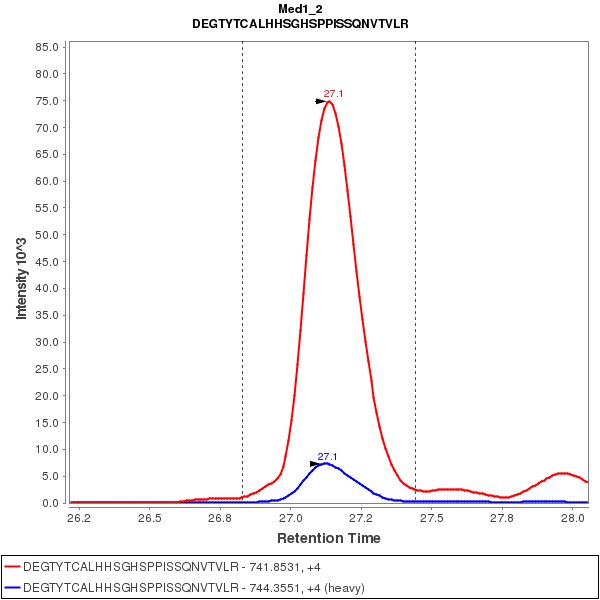 Med1_2
DEGTYTCALHHSGHSPPISSQNVTVLR
85.0
80.0
75.0
70.0
65.0
60.0
55.0
50.0
45.0
40.0
35.0
30.0
25.0
20.0
15.0
10.0
5.0
0.0
Intensity 10^3
27.1
27.1
26.2 26.5 26.8 27.0 27.2 27.5 27.8 28.0
Retention Time
DEGTYTCALHHSGHSPPISSQNVTVLR - 741.8531, +4
DEGTYTCALHHSGHSPPISSQNVTVLR - 744.3551, +4 (heavy)